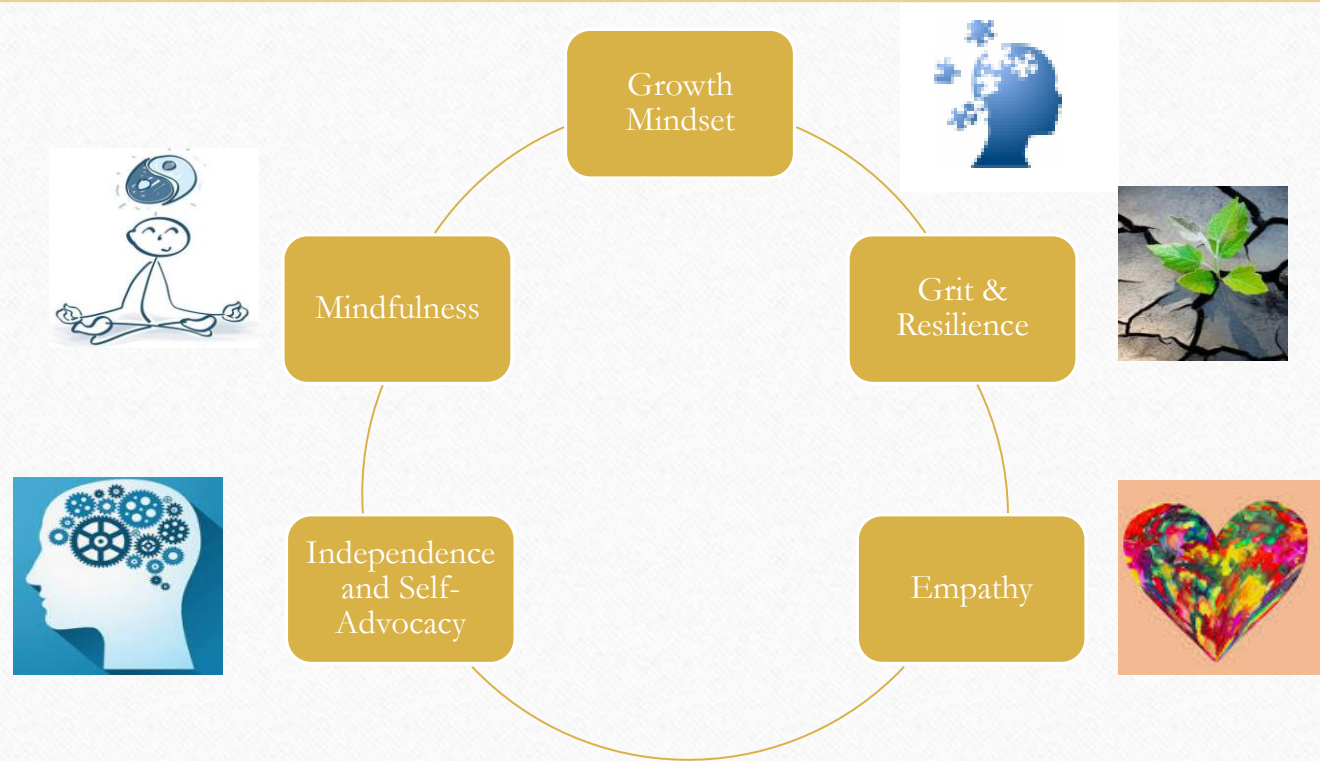 Growth
Mindset
Mindfulness
Grit &
Resilience
Independence
and Self-
Advocacy
Empathy